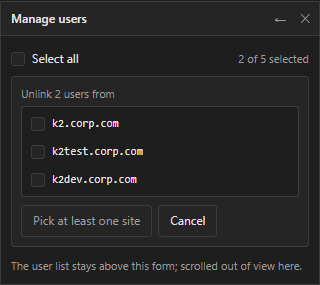 Manage users
Select all
2 of 5 selected
Unlink 2 users from
k2.corp.com
k2test.corp.com
k2dev.corp.com
Pick at least one site
Cancel
The user list stays above this form; scrolled out of view here.